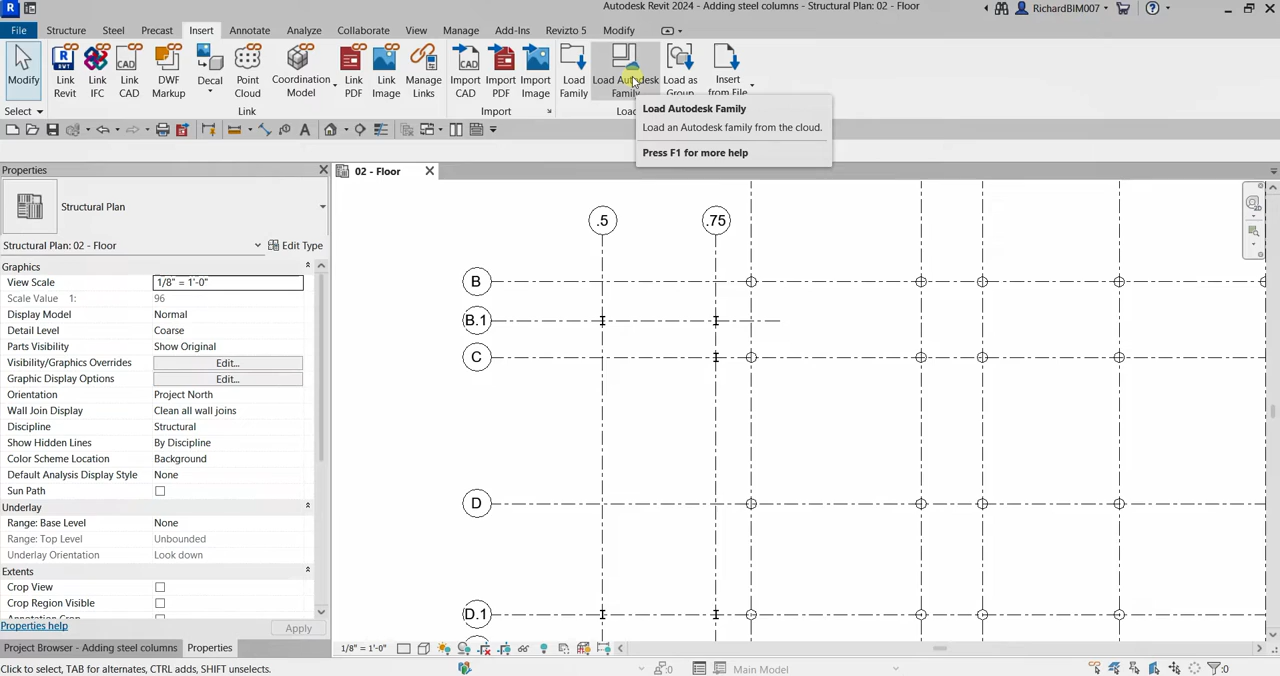 Autodesk Revit 2024 - Adding steel columns - Structural Plan: 02 - Floor
RichardBIM007
File Structure Steel Precast Insert Annotate Analyze Collaborate View Manage Add-Ins Revizto 5 Modify
Modify
Link Revit
Link IFC
Link CAD
DWF Markup
Decal
Point Cloud
Coordination Model
Link PDF
Link Image
Manage Links
Import CAD
Import PDF
Import Image
Load Family
Load Autodesk Family
Load as Group
Insert from File
Select Link Import
Load Autodesk Family
Load an Autodesk family from the cloud.
Press F1 for more help
Properties
02 - Floor
Structural Plan
Structural Plan: 02 - Floor Edit Type
Graphics
View Scale 1/8" = 1'-0"
Scale Value 1: 96
Display Model Normal
Detail Level Coarse
Parts Visibility Show Original
Visibility/Graphics Overrides Edit...
Graphic Display Options Edit...
Orientation Project North
Wall Join Display Clean all wall joins
Discipline Structural
Show Hidden Lines By Discipline
Color Scheme Location Background
Default Analysis Display Style None
Sun Path
Underlay
Range: Base Level None
Range: Top Level Unbounded
Underlay Orientation Look down
Extents
Crop View
Crop Region Visible
Properties help Apply
Project Browser - Adding steel columns Properties
.5 .75
B
B.1
C
D
D.1
1/8" = 1'-0"
Click to select, TAB for alternates, CTRL adds, SHIFT unselects.
:0 Main Model :0